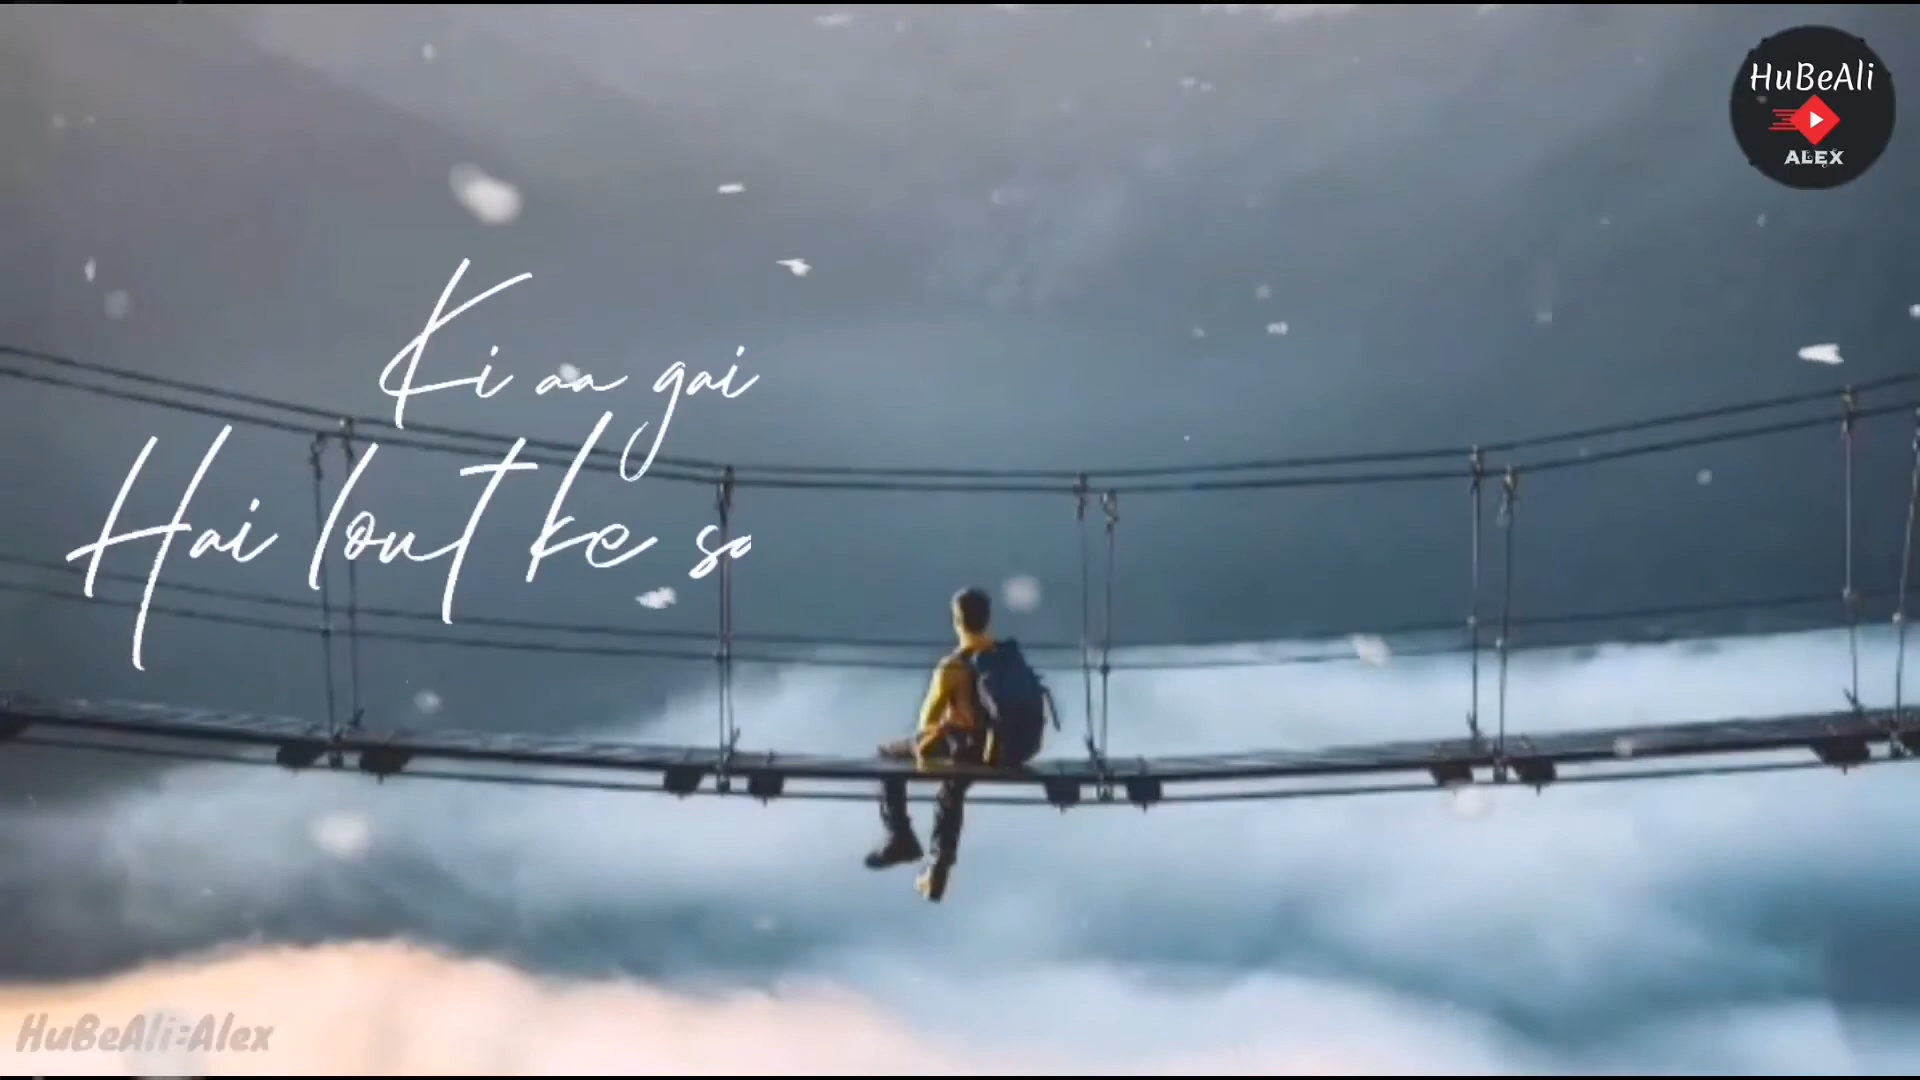 HuBeAli
ALEX
Ki aa gai
Hai lout ke
HuBeAli:Alex